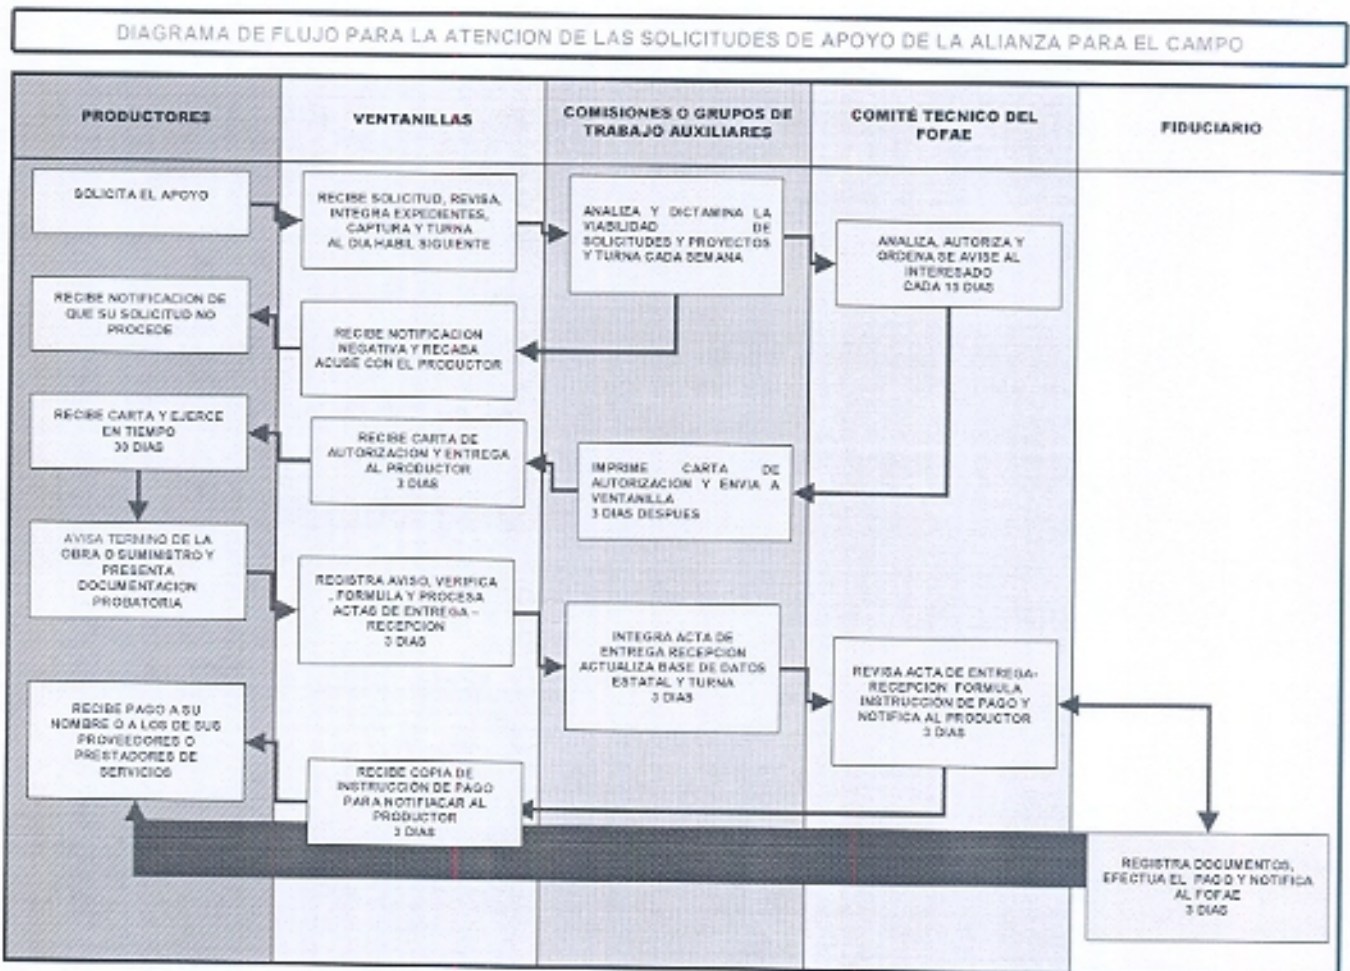 DIAGRAMA DE FLUJO PARA LA ATENCION DE LAS SOLICITUDES DE APOYO DE LA ALIANZA PARA EL CAMPO
PRODUCTORES
VENTANILLAS
COMISIONES O GRUPOS DE
TRABAJO AUXILIARES
COMITÉ TECNICO DEL
FOFAE
FIDUCIARIO
SOLICITA EL APOYO
RECIBE SOLICITUD, REVISA,
INTEGRA EXPEDIENTES,
CAPTURA Y TURNA
AL DIA HABIL SIGUIENTE
ANALIZA Y DICTAMINA LA
VIABILIDAD DE
SOLICITUDES Y PROYECTOS
Y TURNA CADA SEMANA
ANALIZA, AUTORIZA Y
ORDENA SE AVISE AL
INTERESADO
CADA 15 DIAS
RECIBE NOTIFICACION DE
QUE SU SOLICITUD NO
PROCEDE
RECIBE NOTIFICACION
NEGATIVA Y RECABA
ACUSE CON EL PRODUCTOR
RECIBE CARTA Y EJERCE
EN TIEMPO
30 DIAS
RECIBE CARTA DE
AUTORIZACION Y ENTREGA
AL PRODUCTOR
3 DIAS
IMPRIME CARTA DE
AUTORIZACION Y ENVIA A
VENTANILLA
3 DIAS DESPUES
AVISA TERMINO DE LA
OBRA O SUMINISTRO Y
PRESENTA
DOCUMENTACION
PROBATORIA
REGISTRA AVISO, VERIFICA
, FORMULA Y PROCESA
ACTAS DE ENTREGA –
RECEPCION
3 DIAS
INTEGRA ACTA DE
ENTREGA RECEPCION
ACTUALIZA BASE DE DATOS
ESTATAL Y TURNA
3 DIAS
REVISA ACTA DE ENTREGA-
RECEPCION FORMULA
INSTRUCCIÓN DE PAGO Y
NOTIFICA AL PRODUCTOR
3 DIAS
RECIBE PAGO A SU
NOMBRE O A LOS DE SUS
PROVEEDORES O
PRESTADORES DE
SERVICIOS
RECIBE COPIA DE
INSTRUCCIÓN DE PAGO
PARA NOTIFIACAR AL
PRODUCTOR
3 DIAS
REGISTRA DOCUMENTOS,
EFECTUA EL PAGO Y NOTIFICA
AL FOFAE
3 DIAS